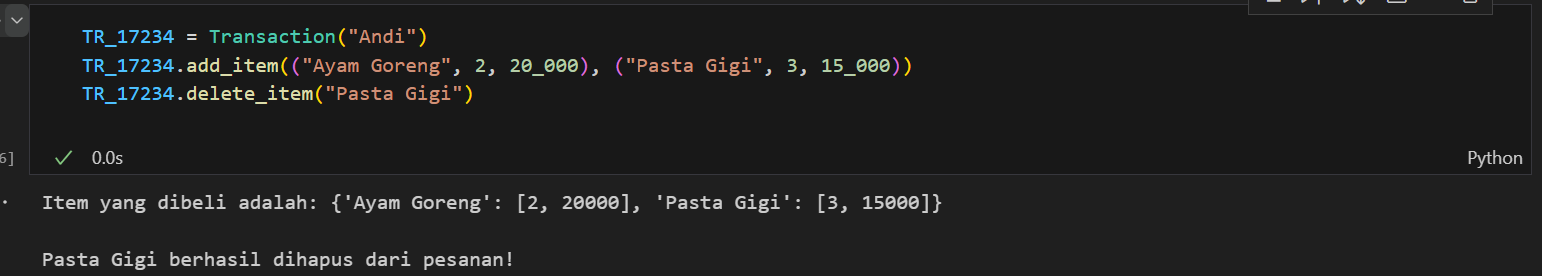 TR_17234 = Transaction("Andi")
TR_17234.add_item(("Ayam Goreng", 2, 20_000), ("Pasta Gigi", 3, 15_000))
TR_17234.delete_item("Pasta Gigi")
6] 0.0s Python
Item yang dibeli adalah: {'Ayam Goreng': [2, 20000], 'Pasta Gigi': [3, 15000]}
Pasta Gigi berhasil dihapus dari pesanan!